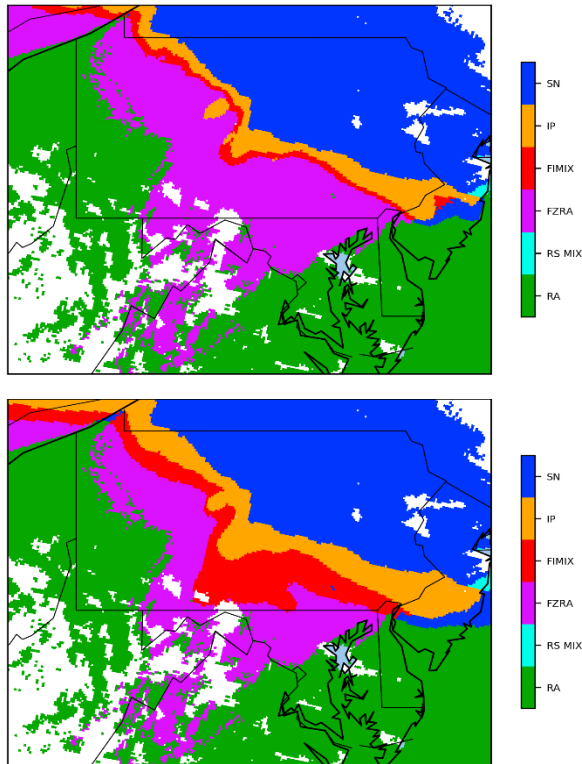 SN
IP
FIMIX
FZRA
RS MIX
RA
SN
IP
FIMIX
FZRA
RS MIX
RA